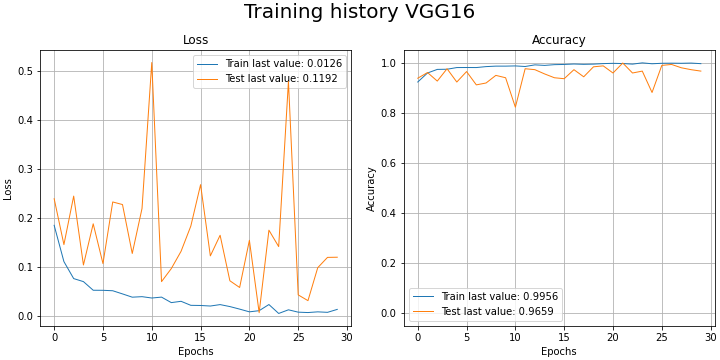 Training history VGG16
Loss
Train last value: 0.0126
Test last value: 0.1192
0.5
0.4
0.3
0.2
0.1
0.0
Loss
0
5
10
15
20
25
30
Epochs
Accuracy
1.0
0.8
0.6
0.4
0.2
0.0
Accuracy
Train last value: 0.9956
Test last value: 0.9659
0
5
10
15
20
25
30
Epochs